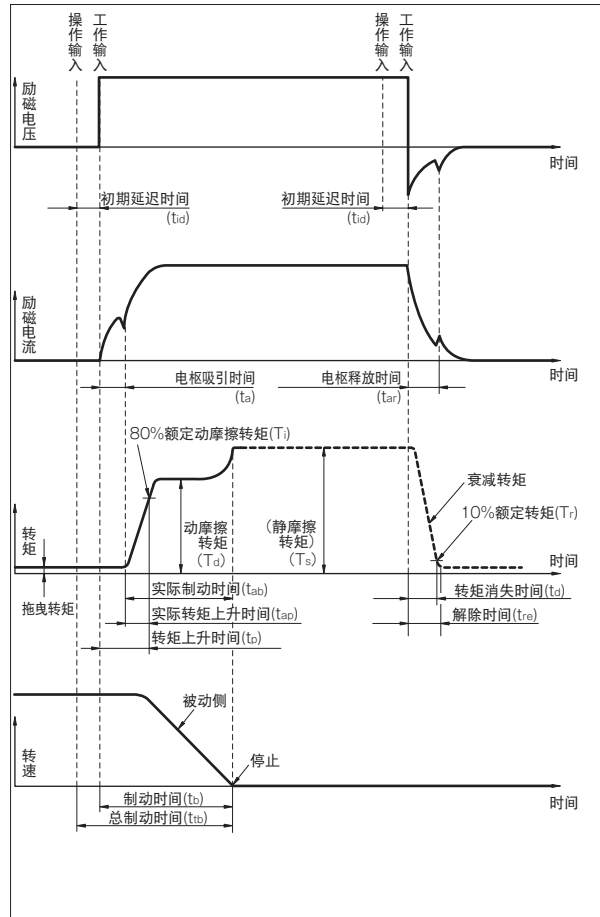 操作输入
工作输入
操作输入
工作输入
励磁电压
时间
初期延迟时间
(tid)
初期延迟时间
(tid)
励磁电流
时间
电枢吸引时间
(ta)
电枢释放时间
(tar)
80%额定动摩擦转矩(Ti)
衰减转矩
10%额定转矩(Tr)
转矩
动摩擦
转矩
(Td)
(静摩擦
转矩)
(Ts)
时间
拖曳转矩
实际制动时间(tab)
转矩消失时间(td)
实际转矩上升时间(tap)
解除时间(tre)
转矩上升时间(tp)
被动侧
转速
停止
时间
制动时间(tb)
总制动时间(ttb)